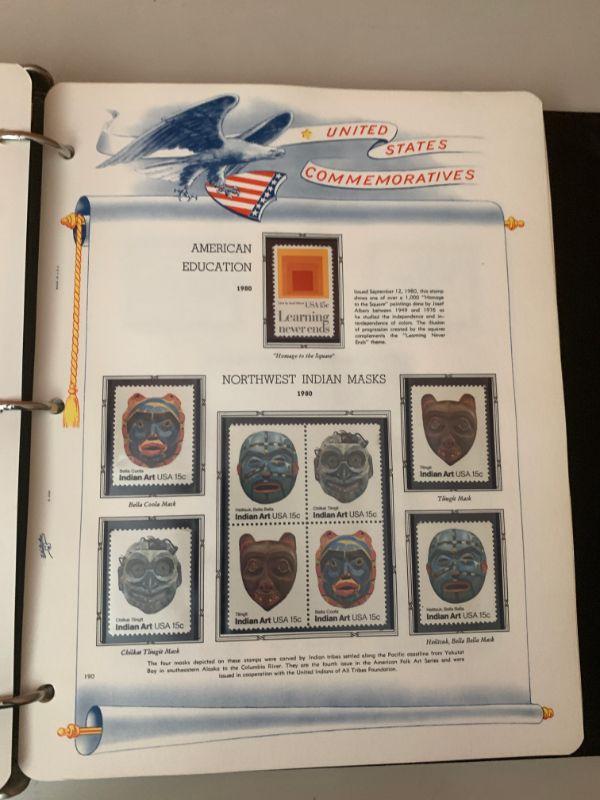 UNITED
STATES
COMMEMORATIVES
AMERICAN
EDUCATION
1980
USA 15c
Learning
never ends
"Homage to the Square"
Issued September 12, 1980, this stamp
shows one of over a 1,000 "Homage
to the Square" paintings done by Josef
Albers between 1949 and 1976 as
he studied the independence and in-
terdependence of colors. The illusion
of progression created by the squares
complements the "Learning Never
Ends" theme.
NORTHWEST INDIAN MASKS
1980
Bella Coola
Indian Art USA 15c
Bella Coola Mask
Heiltsuk, Bella Bella
Indian Art USA 15c
Chilkat Tlingit
Indian Art USA 15c
Tlingit
Indian Art USA 15c
Bella Coola
Indian Art USA 15c
Tlingit
Indian Art USA 15c
Tlingit Mask
Chilkat Tlingit
Indian Art USA 15c
Chilkat Tlingit Mask
Heiltsuk, Bella Bella
Indian Art USA 15c
Heiltsuk, Bella Bella Mask
The four masks depicted on these stamps were carved by Indian tribes settled along the Pacific coastline from Yakutat
Bay in southeastern Alaska to the Columbia River. They are the fourth issue in the American Folk Art Series and were
issued in cooperation with the United Indians of All Tribes Foundation.
190